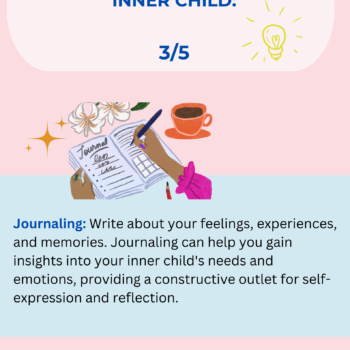 INNER CHILD:
3/5
Journal
Journaling: Write about your feelings, experiences,
and memories. Journaling can help you gain
insights into your inner child's needs and
emotions, providing a constructive outlet for self-
expression and reflection.